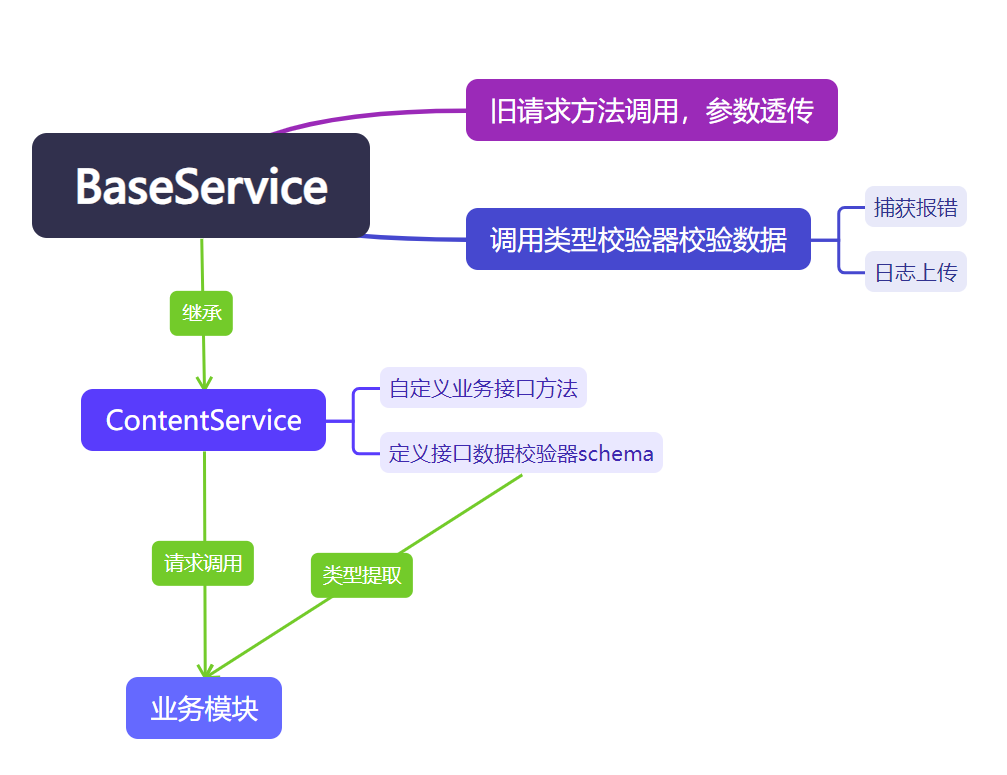 旧请求方法调用，参数透传
BaseService
调用类型校验器校验数据
捕获报错
日志上传
继承
自定义业务接口方法
ContentService
定义接口数据校验器schema
请求调用
类型提取
业务模块